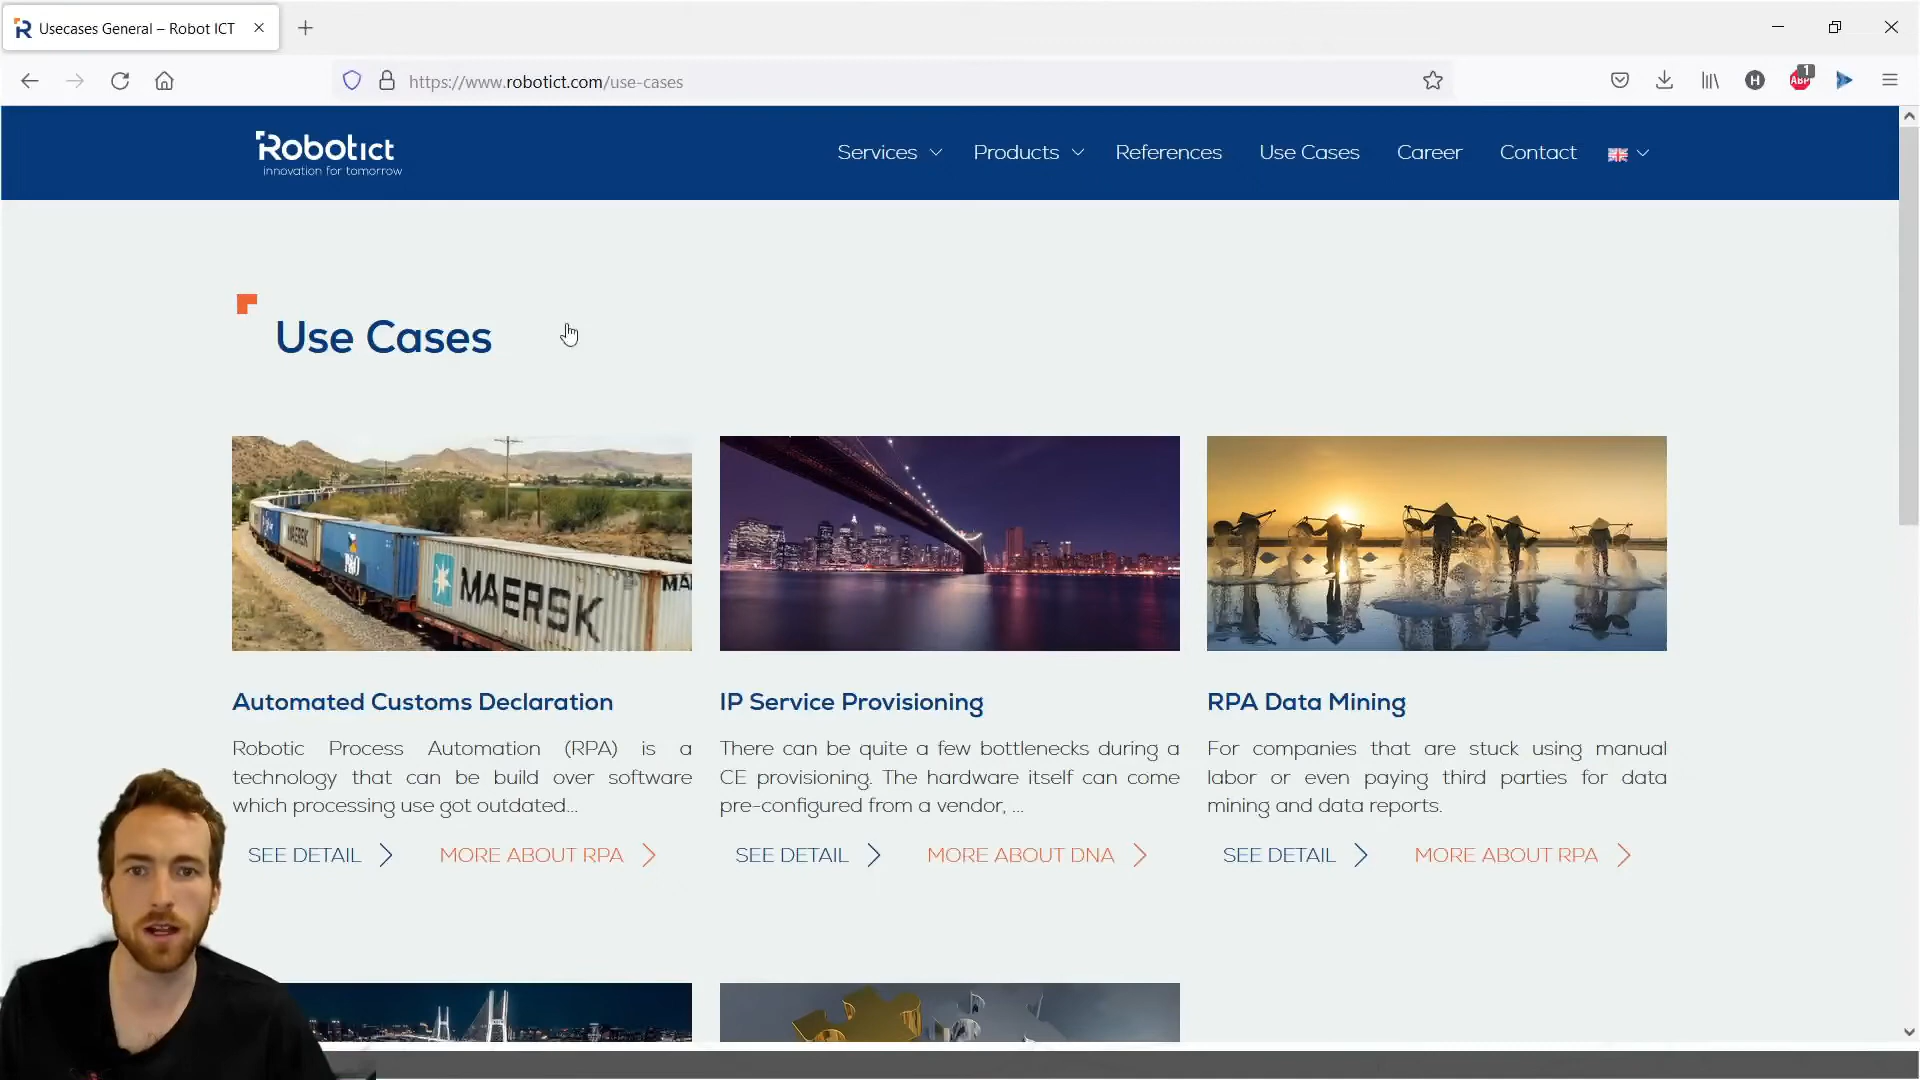 Usecases General – Robot ICT
https://www.robotict.com/use-cases
H
ABP
1
Robotict
innovation for tomorrow
Services
Products
References
Use Cases
Career
Contact
Use Cases
MAERSK
P&O
MAERSK
MA
Automated Customs Declaration
Robotic Process Automation (RPA) is a
technology that can be build over software
which processing use got outdated...
SEE DETAIL
MORE ABOUT RPA
IP Service Provisioning
There can be quite a few bottlenecks during a
CE provisioning. The hardware itself can come
pre-configured from a vendor, ...
SEE DETAIL
MORE ABOUT DNA
RPA Data Mining
For companies that are stuck using manual
labor or even paying third parties for data
mining and data reports.
SEE DETAIL
MORE ABOUT RPA